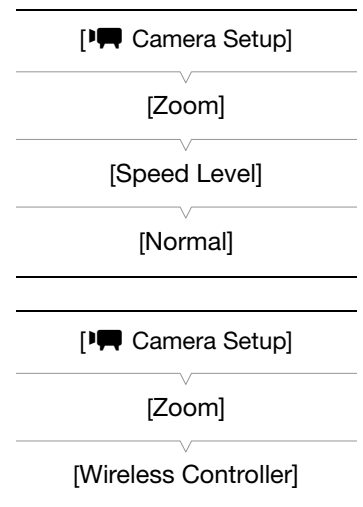 [ Camera Setup]
[Zoom]
[Speed Level]
[Normal]
[ Camera Setup]
[Zoom]
[Wireless Controller]